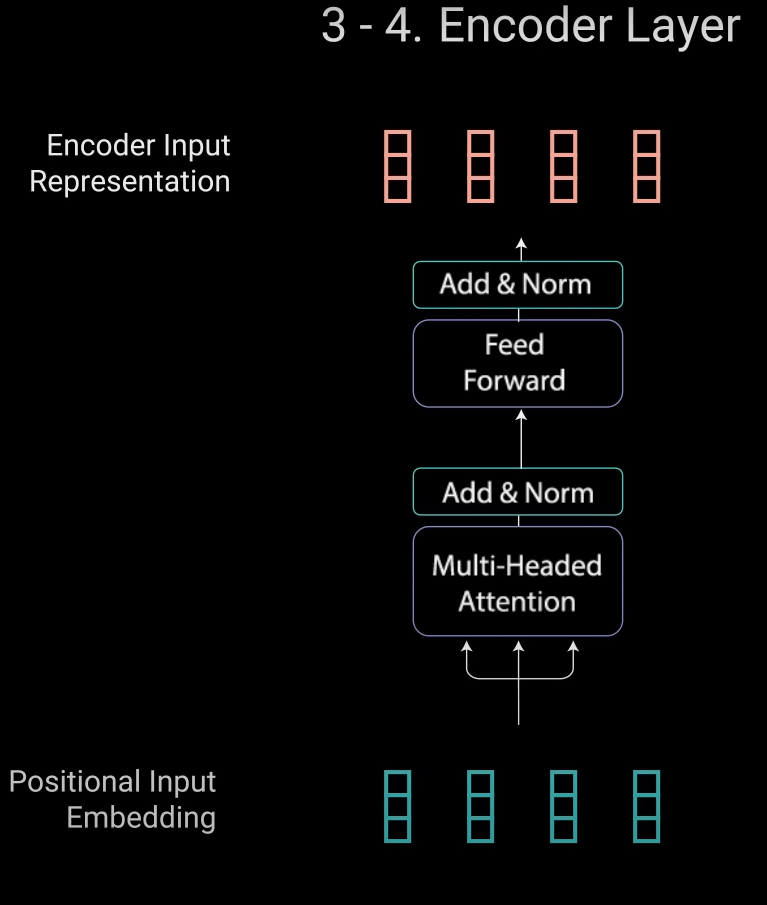 3 - 4. Encoder Layer
Encoder Input
Representation
Add & Norm
Feed
Forward
Add & Norm
Multi-Headed
Attention
Positional Input
Embedding